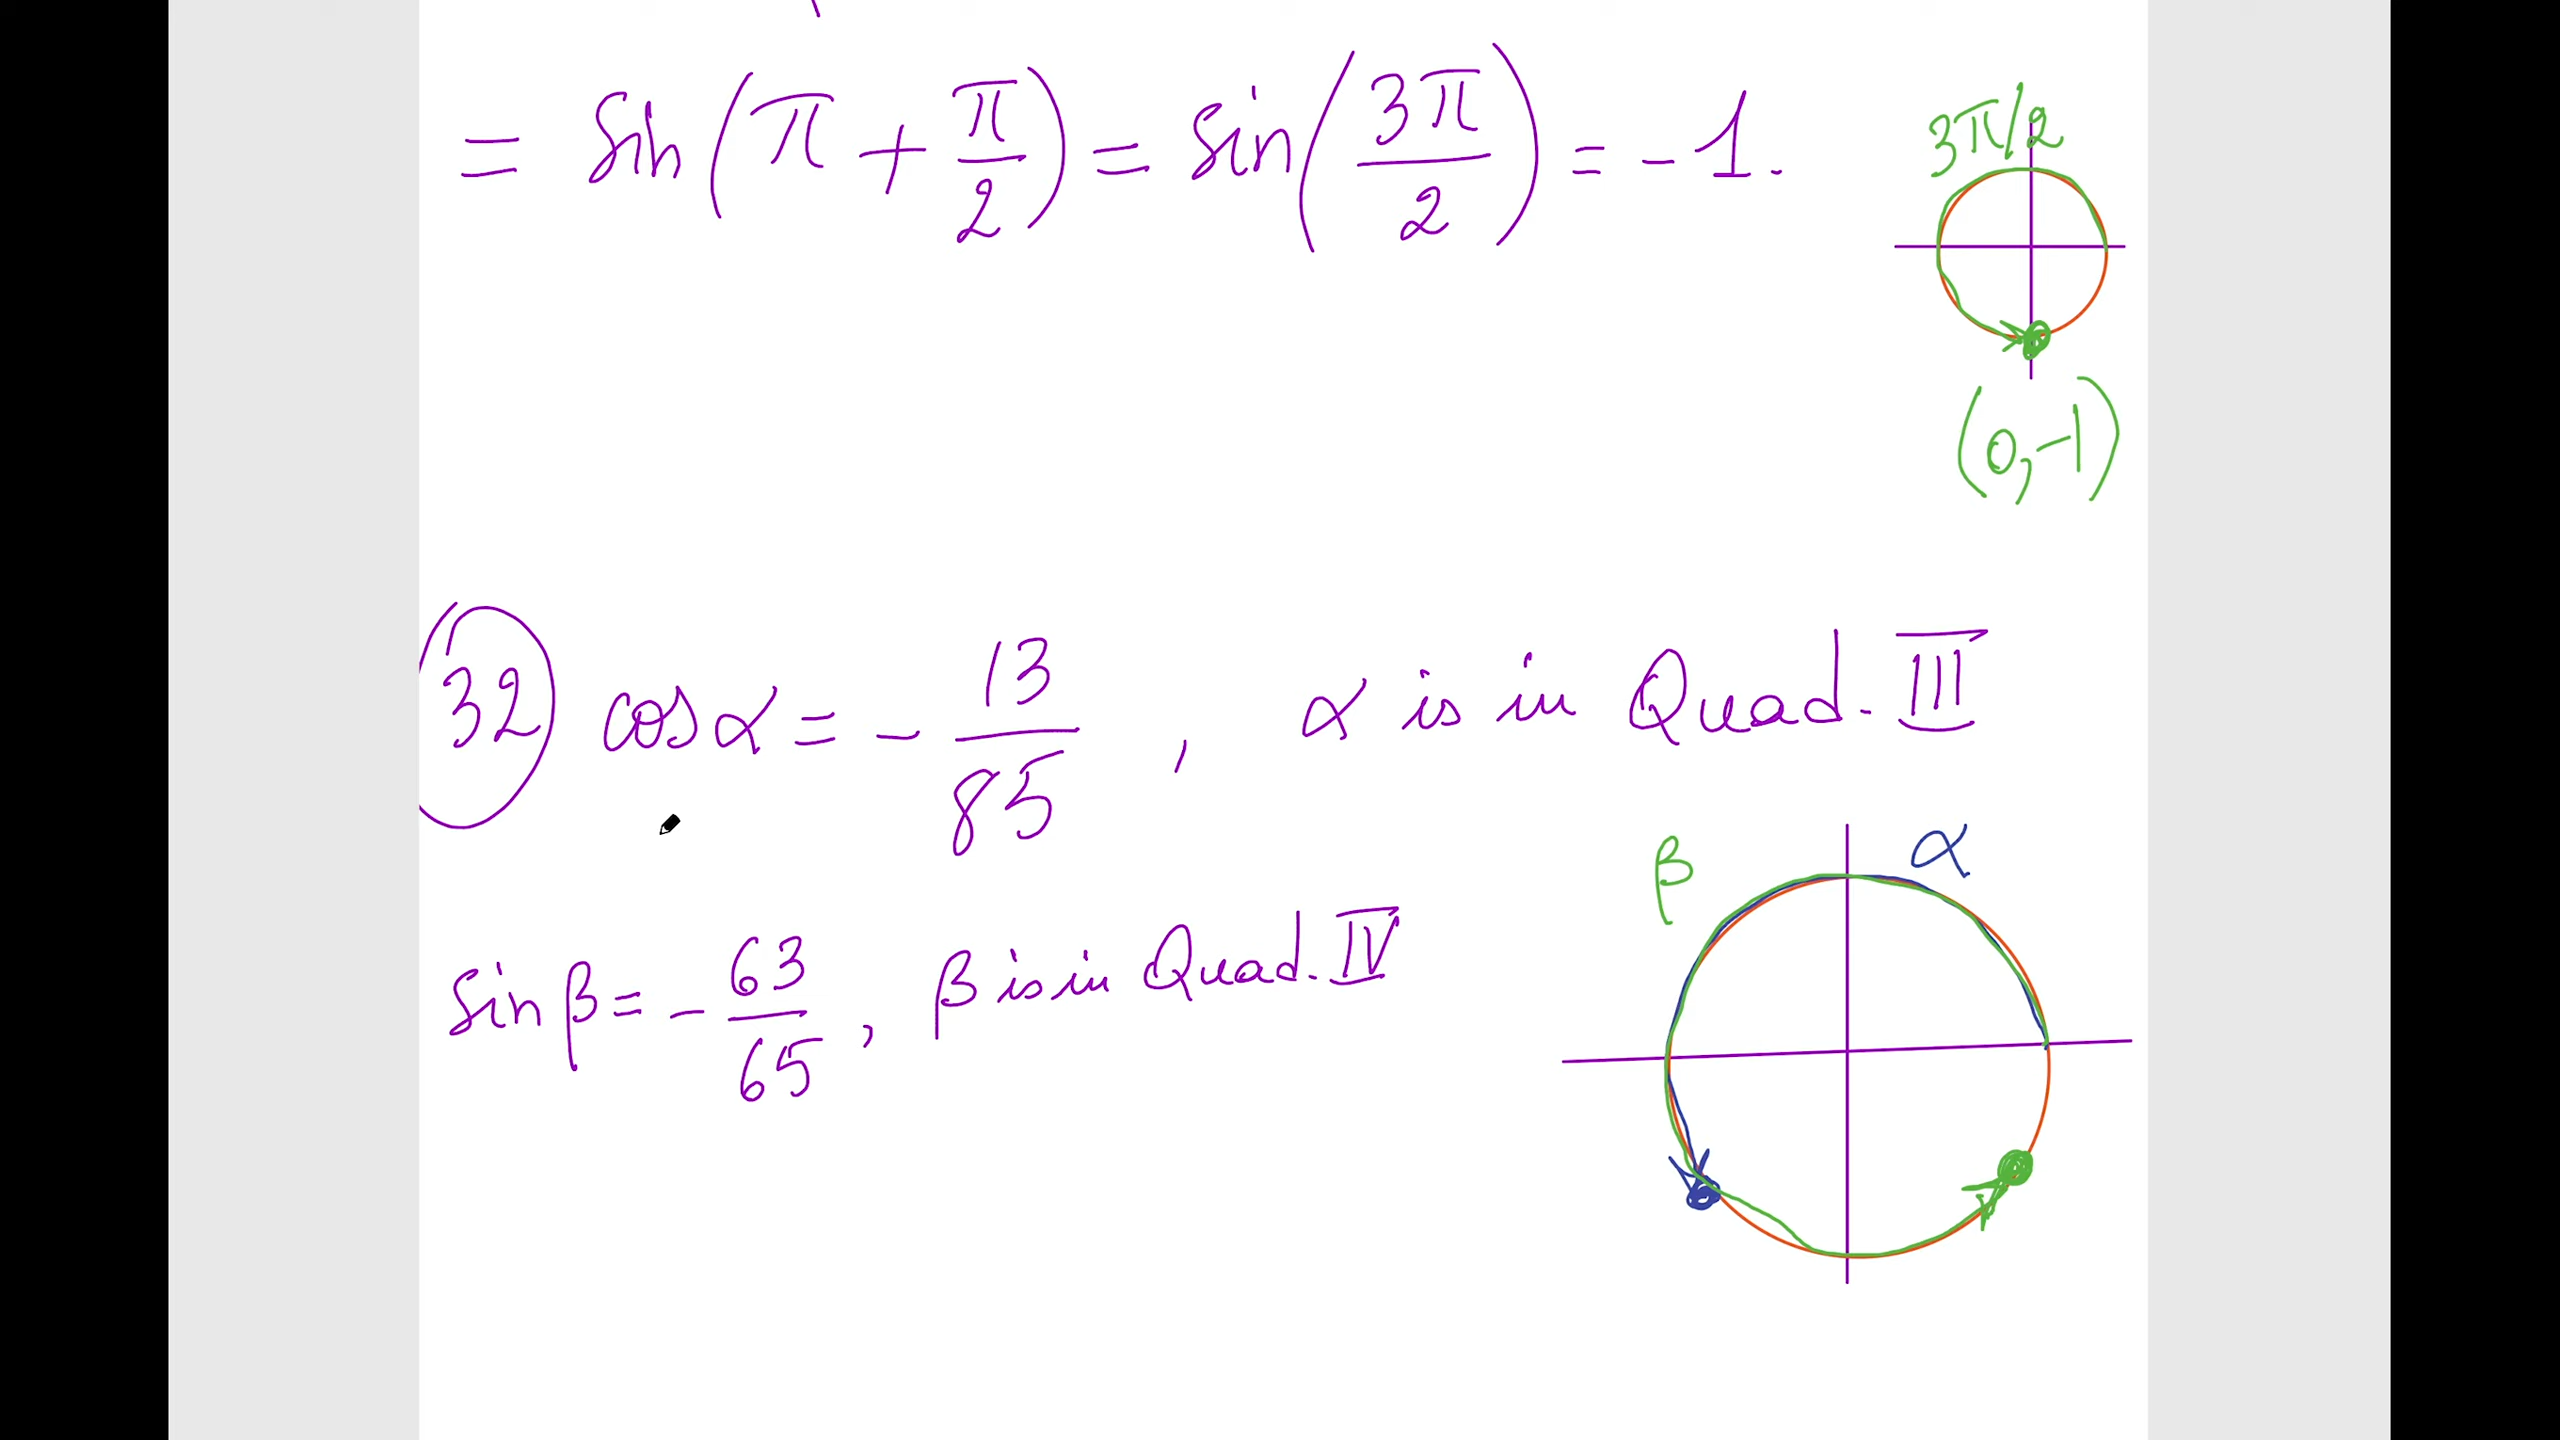 = sin(π + π/2) = sin(3π/2) = -1.
3π/2
(0,-1)
32 cos α = - 13/85 , α is in Quad. III
β α
sin β = - 63/65 , β is in Quad. IV